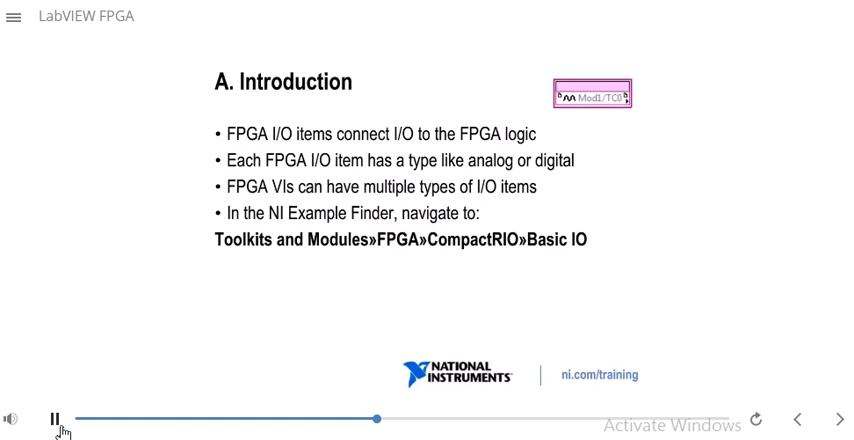 LabVIEW FPGA
A. Introduction
Mod1/TC0
• FPGA I/O items connect I/O to the FPGA logic
• Each FPGA I/O item has a type like analog or digital
• FPGA VIs can have multiple types of I/O items
• In the NI Example Finder, navigate to:
Toolkits and Modules»FPGA»CompactRIO»Basic IO
NATIONAL
INSTRUMENTS
ni.com/training
Activate Windows